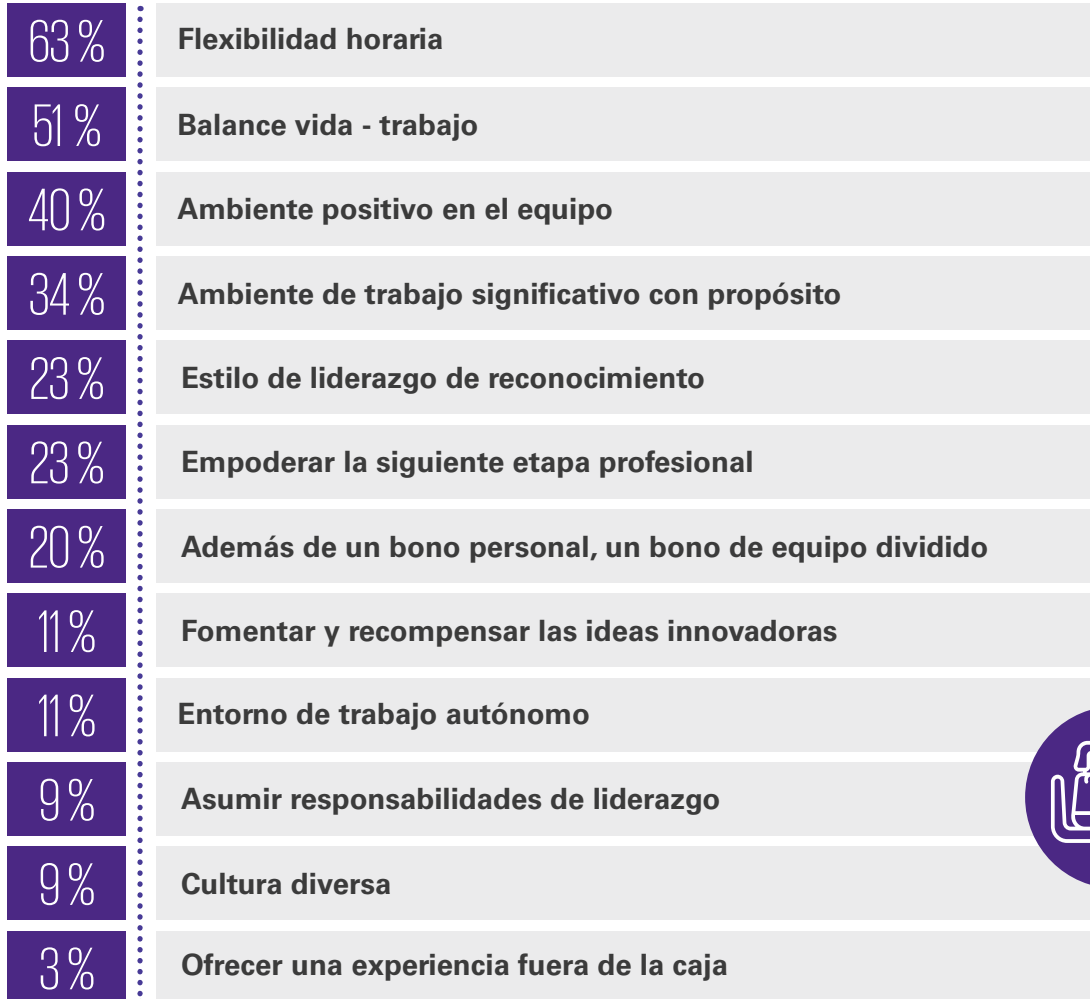 63 % Flexibilidad horaria
51 % Balance vida - trabajo
40 % Ambiente positivo en el equipo
34 % Ambiente de trabajo significativo con propósito
23 % Estilo de liderazgo de reconocimiento
23 % Empoderar la siguiente etapa profesional
20 % Además de un bono personal, un bono de equipo dividido
11 % Fomentar y recompensar las ideas innovadoras
11 % Entorno de trabajo autónomo
9 % Asumir responsabilidades de liderazgo
9 % Cultura diversa
3 % Ofrecer una experiencia fuera de la caja